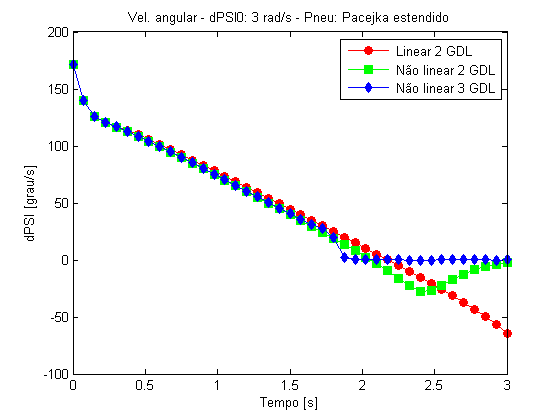 Vel. angular - dPSI0: 3 rad/s - Pneu: Pacejka estendido
Linear 2 GDL
Não linear 2 GDL
Não linear 3 GDL
dPSI [grau/s]
200
150
100
50
0
-50
-100
0 0.5 1 1.5 2 2.5 3
Tempo [s]